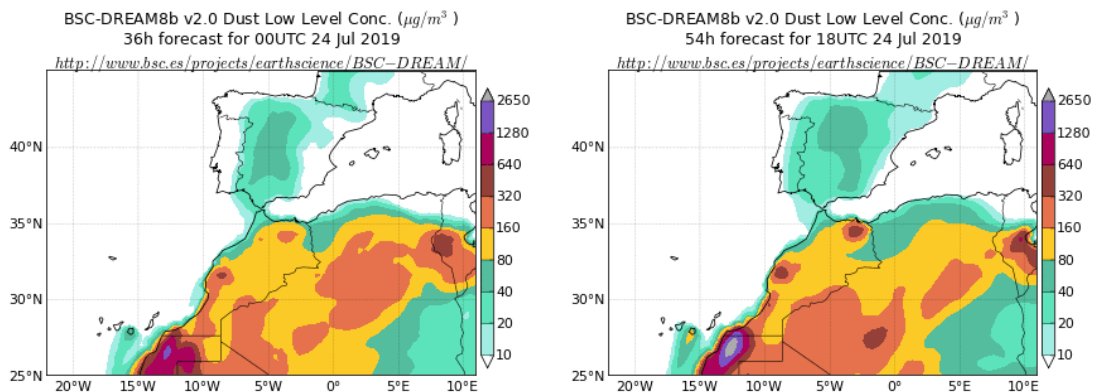 BSC-DREAM8b v2.0 Dust Low Level Conc. (μg/m³ )
36h forecast for 00UTC 24 Jul 2019
http://www.bsc.es/projects/earthscience/BSC−DREAM/
2650
1280
640
320
160
80
40
20
10
40°N
35°N
30°N
25°N
20°W 15°W 10°W 5°W 0° 5°E 10°E
BSC-DREAM8b v2.0 Dust Low Level Conc. (μg/m³ )
54h forecast for 18UTC 24 Jul 2019
http://www.bsc.es/projects/earthscience/BSC−DREAM/
2650
1280
640
320
160
80
40
20
10
40°N
35°N
30°N
25°N
20°W 15°W 10°W 5°W 0° 5°E 10°E